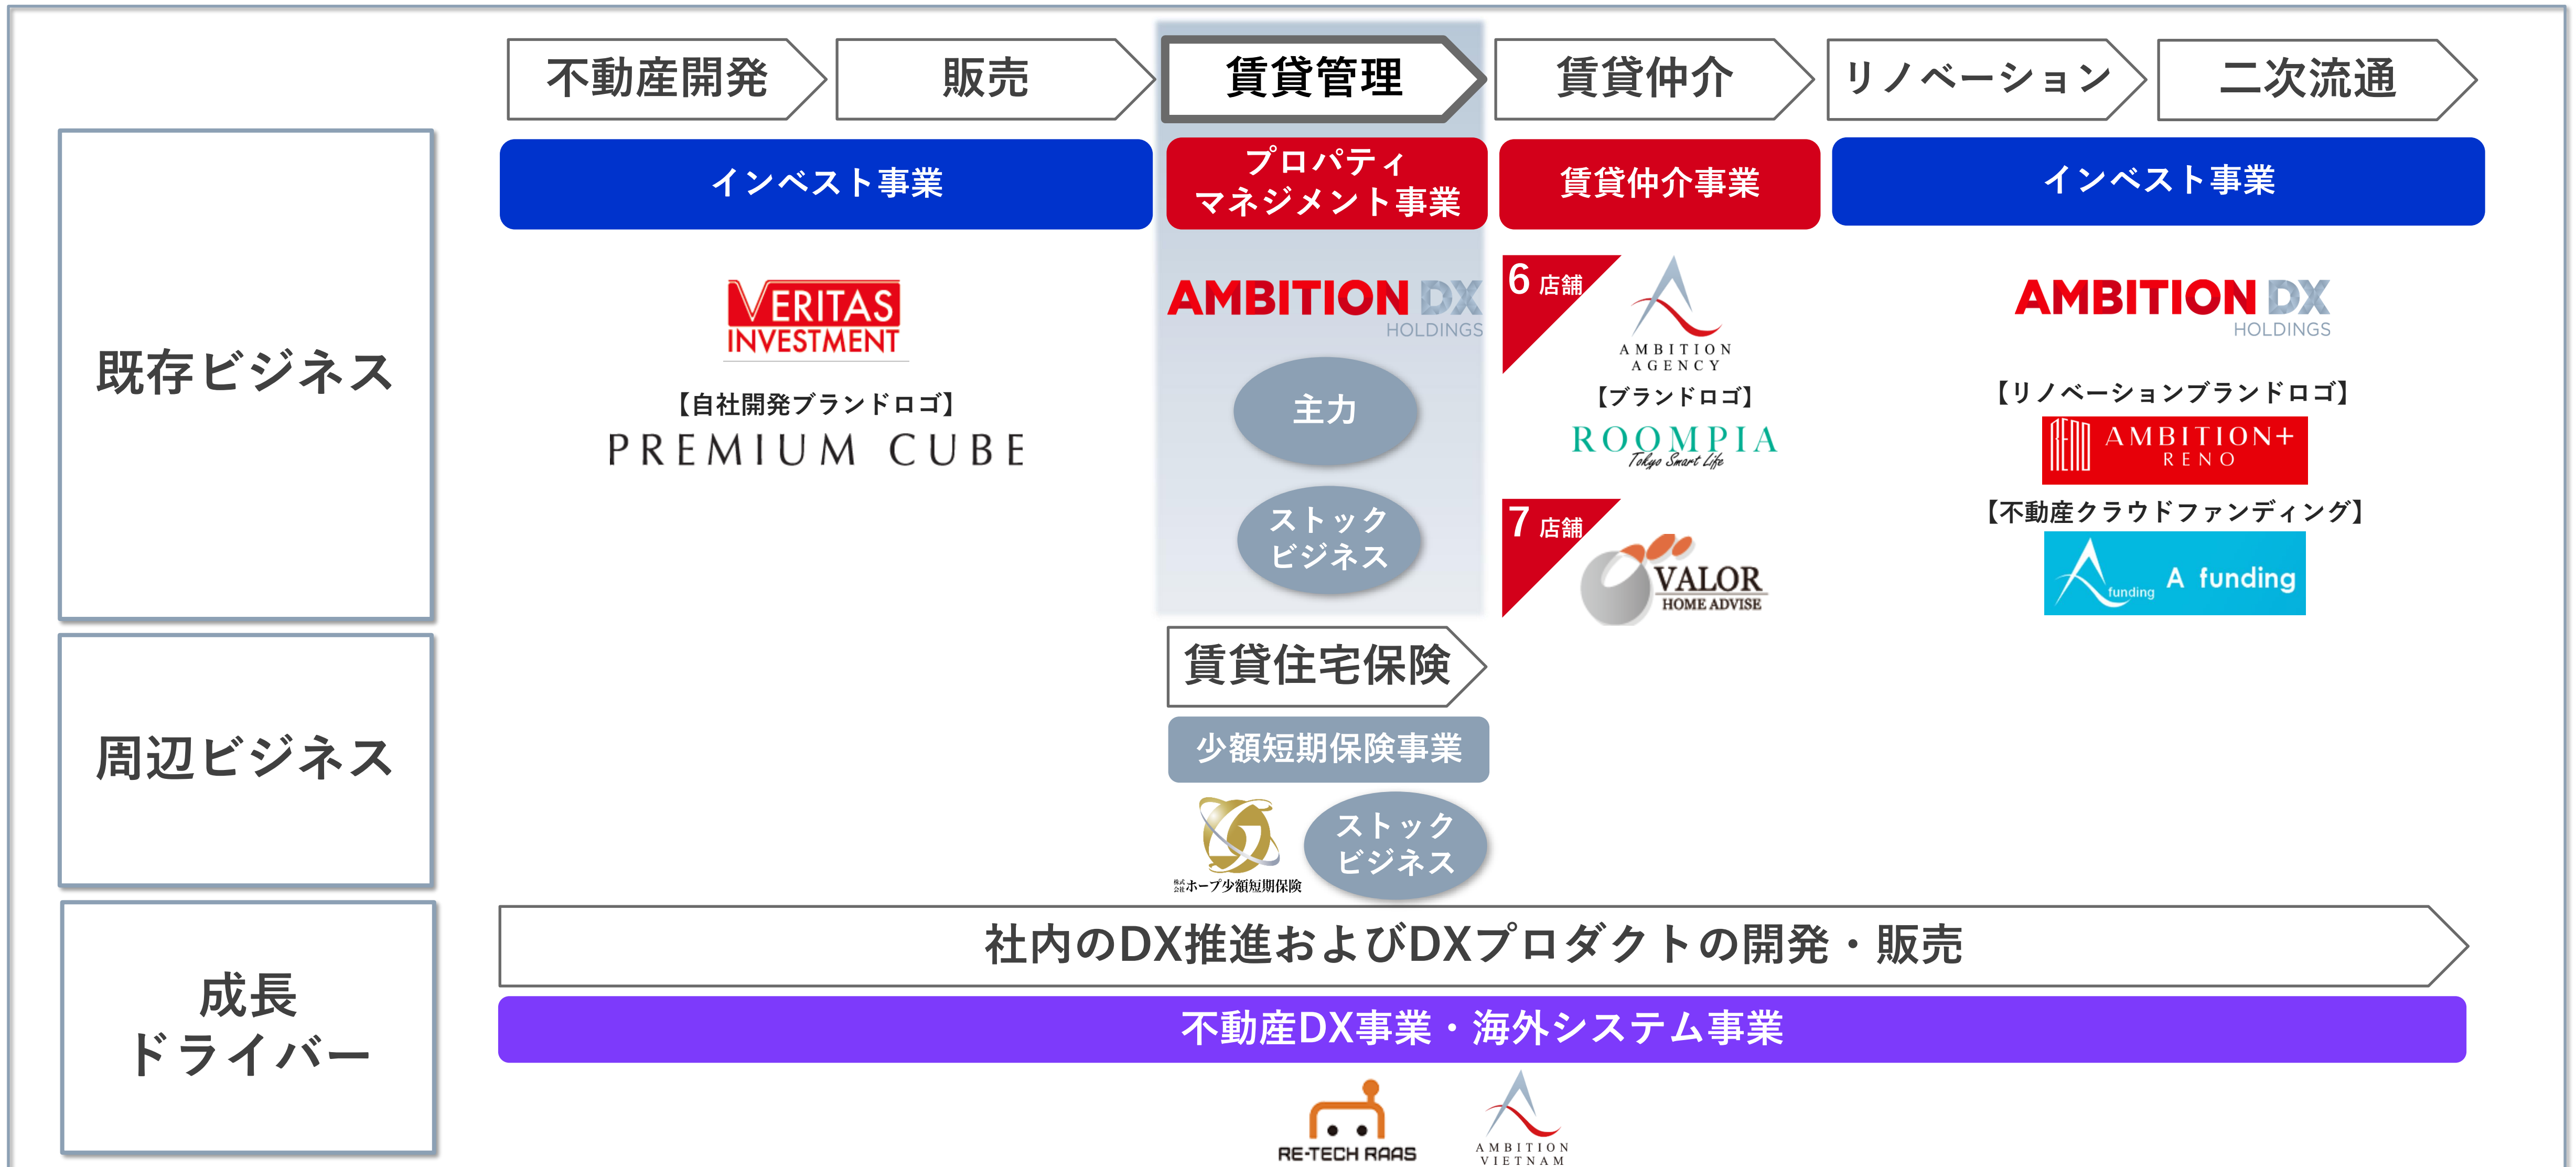 不動産開発
販売
賃貸管理
賃貸仲介
リノベーション
二次流通
既存ビジネス
インベスト事業
プロパティ
マネジメント事業
賃貸仲介事業
インベスト事業
VERITAS
INVESTMENT
【自社開発ブランドロゴ】
PREMIUM CUBE
AMBITION DX
HOLDINGS
主力
ストック
ビジネス
6 店舗
AMBITION
AGENCY
【ブランドロゴ】
ROOMPIA
Tokyo Smart Life
7 店舗
VALOR
HOME ADVISE
AMBITION DX
HOLDINGS
【リノベーションブランドロゴ】
RENO
AMBITION+
RENO
【不動産クラウドファンディング】
funding
A funding
周辺ビジネス
賃貸住宅保険
少額短期保険事業
株式会社ホープ少額短期保険
ストック
ビジネス
成長
ドライバー
社内のDX推進およびDXプロダクトの開発・販売
不動産DX事業・海外システム事業
RE-TECH RAAS
AMBITION
VIETNAM